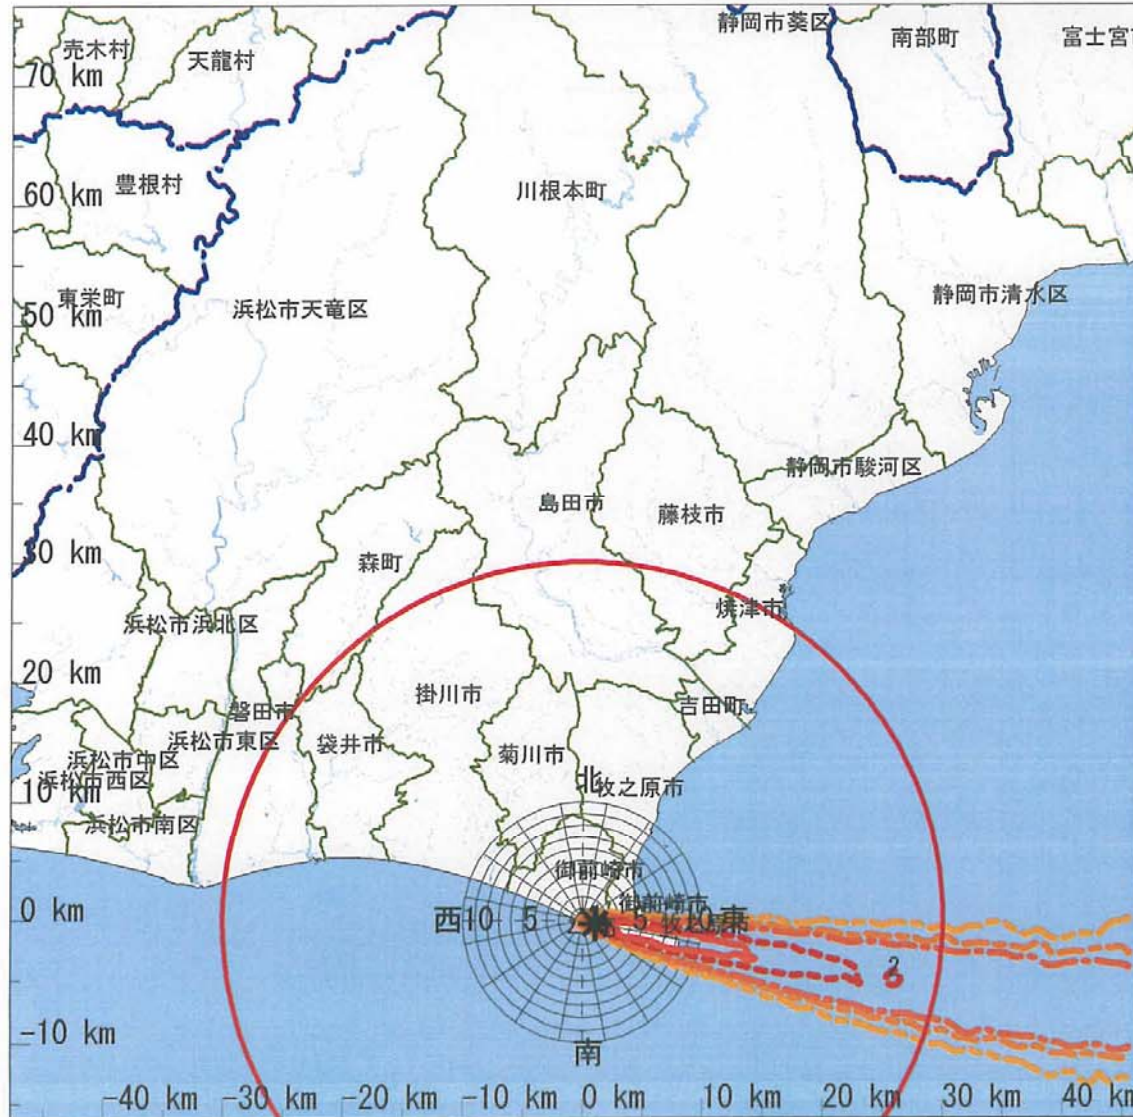 静岡市葵区
南部町
富士宮
売木村
天龍村
70 km
豊根村
60 km
川根本町
東栄町
50 km
浜松市天竜区
静岡市清水区
40 km
静岡市駿河区
島田市
藤枝市
30 km
森町
焼津市
浜松市浜北区
20 km
掛川市
吉田町
磐田市
浜松市東区
袋井市
菊川市
浜松市中区
浜松市西区
北
牧之原市
10 km
浜松市南区
御前崎市
御前崎市
0 km
西10 5
5 10東
牧之原市
2
-10 km
南
-40 km -30 km -20 km -10 km 0 km 10 km 20 km 30 km 40 km